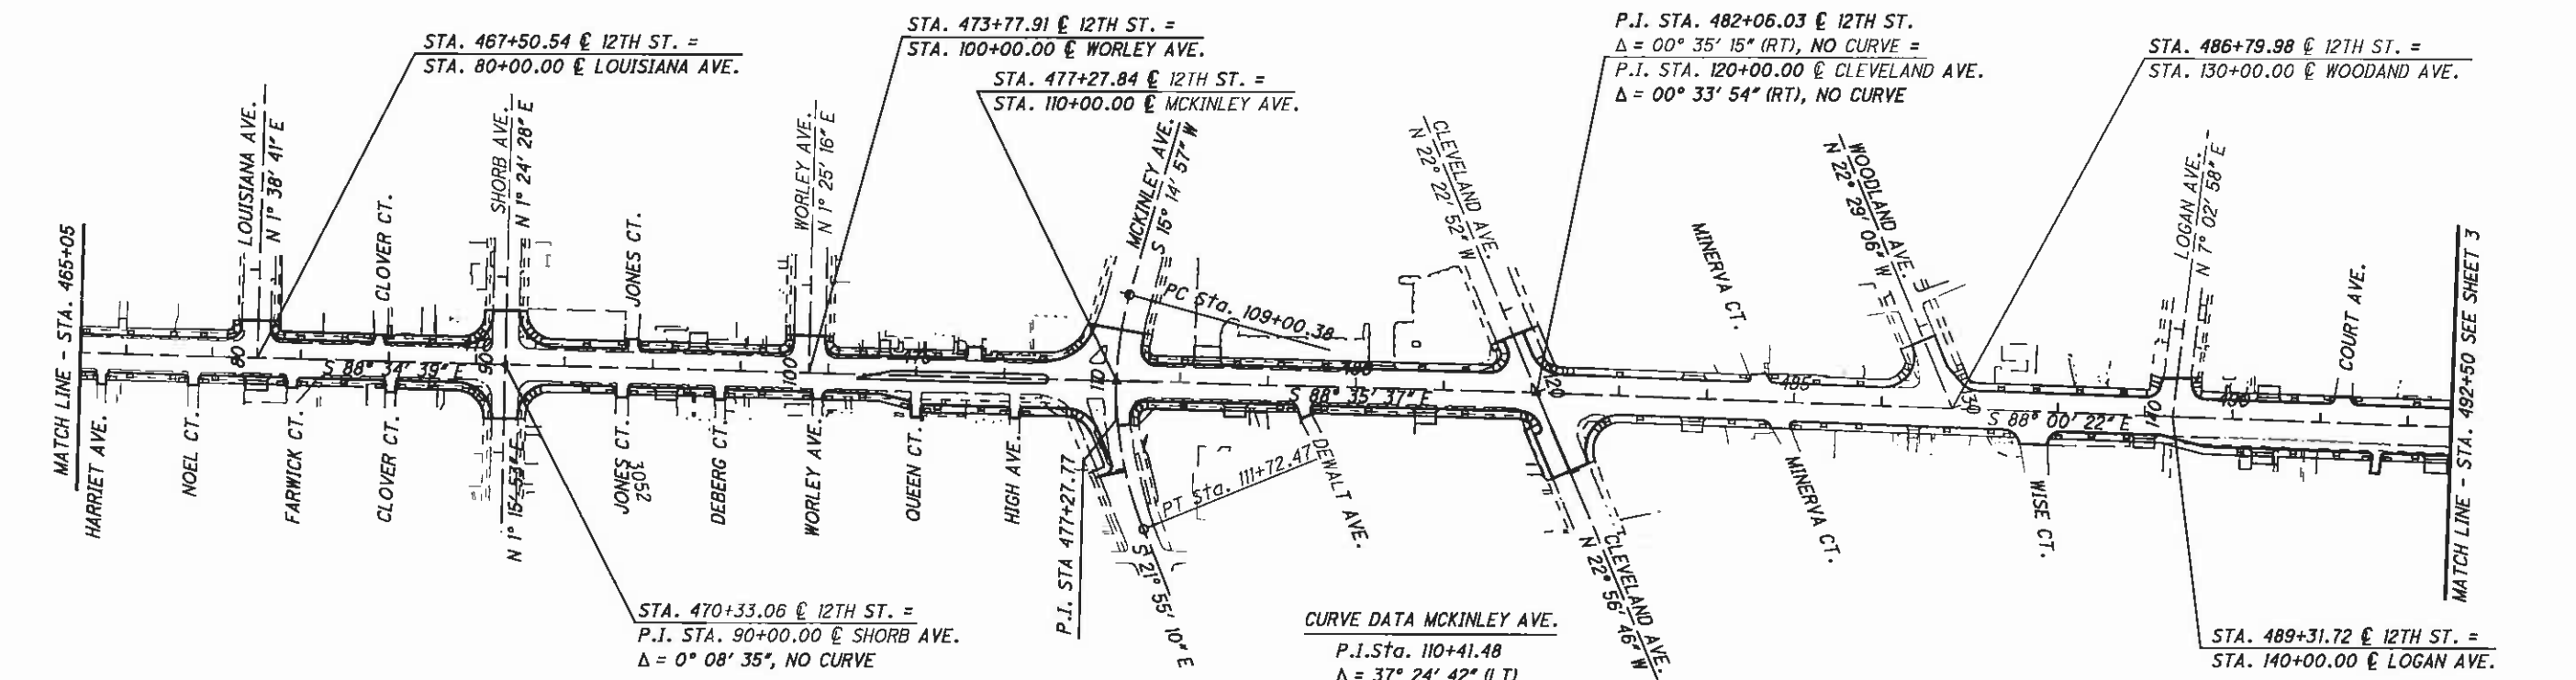 STA. 467+50.54 ℄ 12TH ST. =
STA. 80+00.00 ℄ LOUISIANA AVE.
STA. 473+77.91 ℄ 12TH ST. =
STA. 100+00.00 ℄ WORLEY AVE.
STA. 477+27.84 ℄ 12TH ST. =
STA. 110+00.00 ℄ MCKINLEY AVE.
P.I. STA. 482+06.03 ℄ 12TH ST.
Δ = 00° 35' 15" (RT), NO CURVE =
P.I. STA. 120+00.00 ℄ CLEVELAND AVE.
Δ = 00° 33' 54" (RT), NO CURVE
STA. 486+79.98 ℄ 12TH ST. =
STA. 130+00.00 ℄ WOODAND AVE.
MATCH LINE - STA. 465+05
LOUISIANA AVE.
N 1° 38' 41" E
CLOVER CT.
SHORB AVE.
N 1° 24' 28" E
JONES CT.
WORLEY AVE.
N 1° 25' 16" E
MCKINLEY AVE.
S 15° 14' 57" W
PC Sta. 109+00.38
CLEVELAND AVE.
N 22° 22' 52" W
MINERVA CT.
WOODLAND AVE.
N 22° 29' 06" W
LOGAN AVE.
N 7° 02' 58" E
COURT AVE.
MATCH LINE - STA. 492+50 SEE SHEET 3
80
S 88° 34' 39" E
90
100
110
S 88° 35' 37" E
120
485
S 88° 00' 22" E
140
HARRIET AVE.
NOEL CT.
FARWICK CT.
CLOVER CT.
N 1° 15' 53" E
JONES CT.
3052
DEBERG CT.
WORLEY AVE.
QUEEN CT.
HIGH AVE.
P.I. STA 477+27.77
PT Sta. 111+72.47
S 21° 55' 10" E
DEWALT AVE.
CLEVELAND AVE.
N 22° 56' 46" W
MINERVA CT.
WISE CT.
STA. 470+33.06 ℄ 12TH ST. =
P.I. STA. 90+00.00 ℄ SHORB AVE.
Δ = 0° 08' 35", NO CURVE
CURVE DATA MCKINLEY AVE.
P.I.Sta. 110+41.48
Δ = 37° 24' 42" (LT)
STA. 489+31.72 ℄ 12TH ST. =
STA. 140+00.00 ℄ LOGAN AVE.